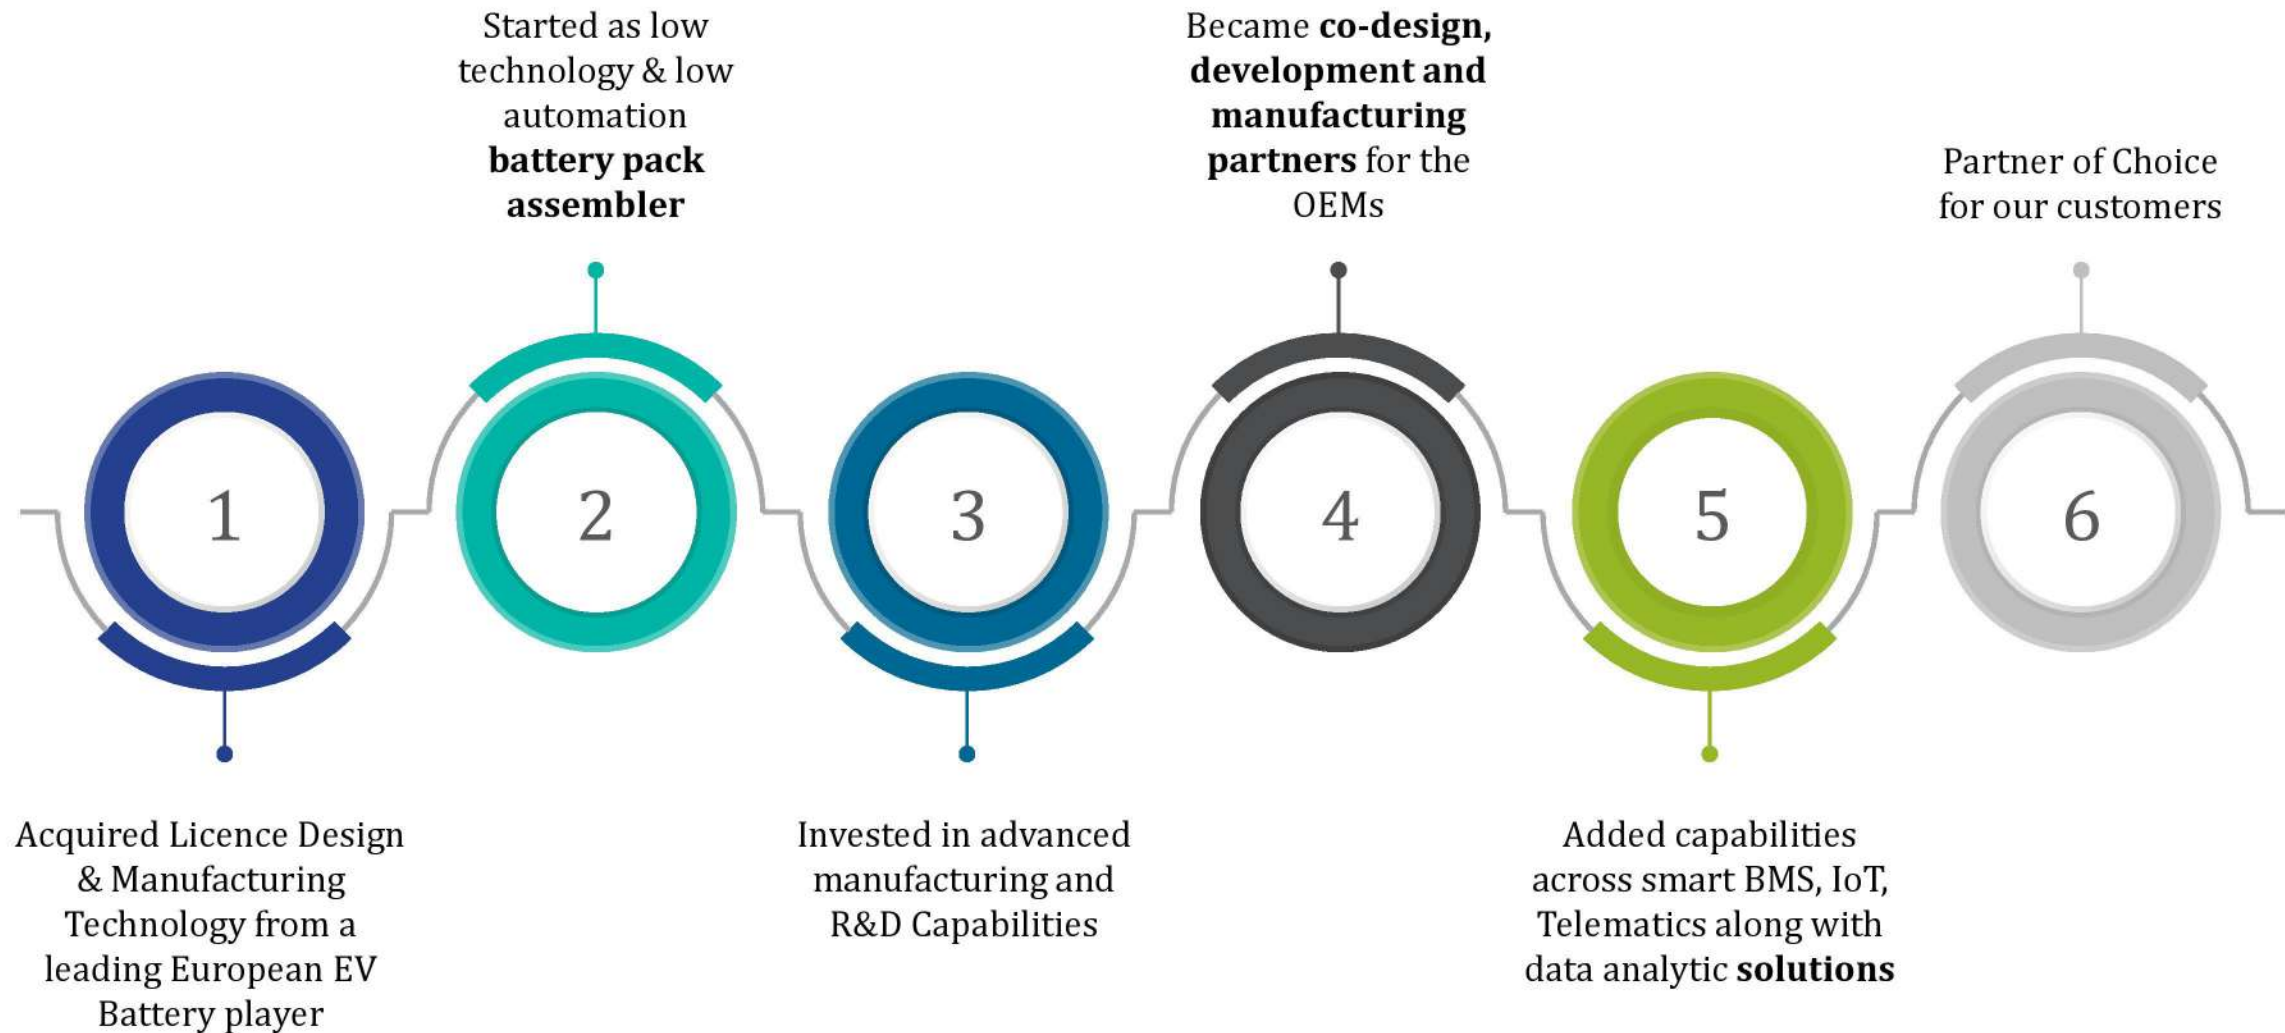 Started as low
technology & low
automation
battery pack
assembler
Became co-design,
development and
manufacturing
partners for the
OEMs
Partner of Choice
for our customers
1
2
3
4
5
6
Acquired Licence Design
& Manufacturing
Technology from a
leading European EV
Battery player
Invested in advanced
manufacturing and
R&D Capabilities
Added capabilities
across smart BMS, IoT,
Telematics along with
data analytic solutions